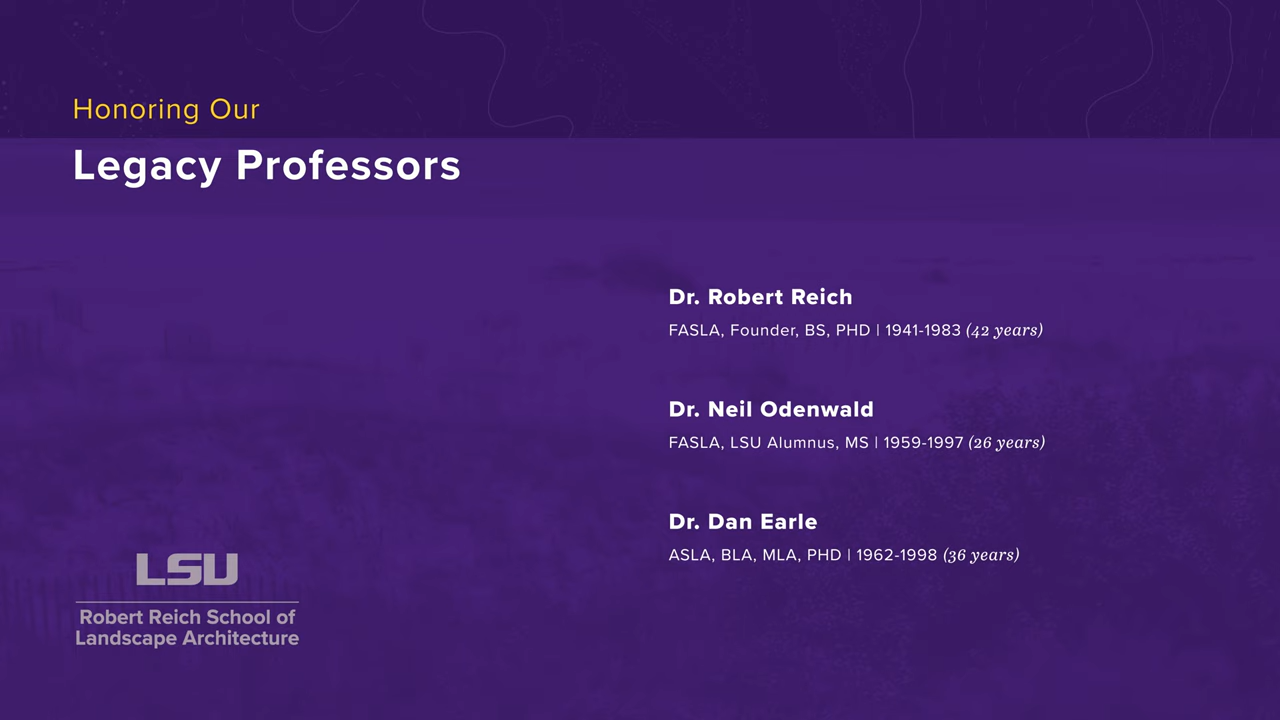 Honoring Our
Legacy Professors
Dr. Robert Reich
FASLA, Founder, BS, PHD | 1941-1983 (42 years)
Dr. Neil Odenwald
FASLA, LSU Alumnus, MS | 1959-1997 (26 years)
Dr. Dan Earle
ASLA, BLA, MLA, PHD | 1962-1998 (36 years)
LSU
Robert Reich School of
Landscape Architecture